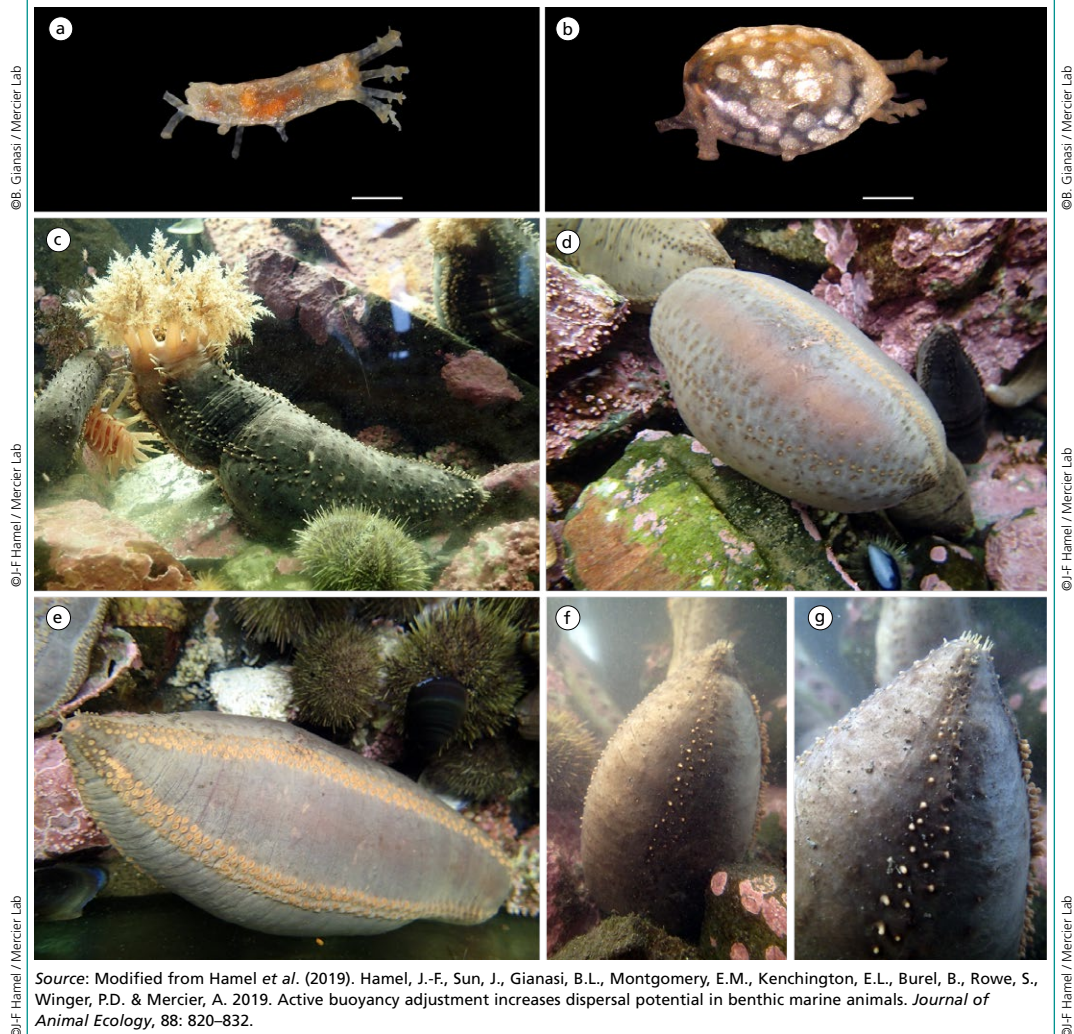 a
b
©B. Gianasi / Mercier Lab
©B. Gianasi / Mercier Lab
c
d
©J-F Hamel / Mercier Lab
©J-F Hamel / Mercier Lab
e
f
g
©J-F Hamel / Mercier Lab
©J-F Hamel / Mercier Lab
Source: Modified from Hamel et al. (2019). Hamel, J.-F., Sun, J., Gianasi, B.L., Montgomery, E.M., Kenchington, E.L., Burel, B., Rowe, S.,
Winger, P.D. & Mercier, A. 2019. Active buoyancy adjustment increases dispersal potential in benthic marine animals. Journal of
Animal Ecology, 88: 820–832.